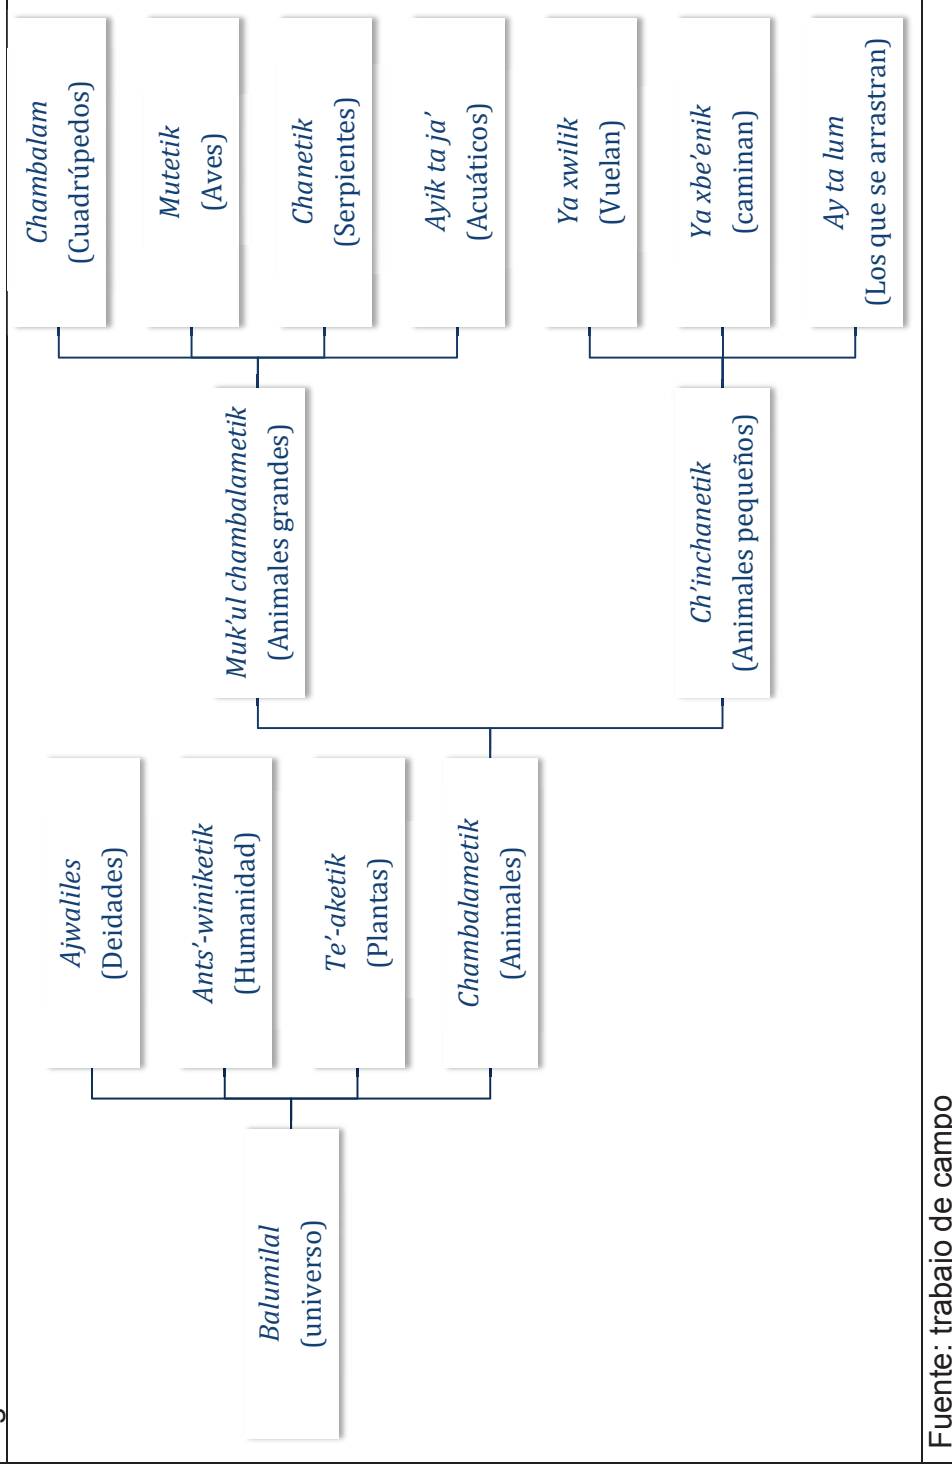 Balumilal
(universo)
Ajwaliles
(Deidades)
Ants’-winiketik
(Humanidad)
Te’-aketik
(Plantas)
Chambalametik
(Animales)
Muk’ul chambalametik
(Animales grandes)
Ch’inchanetik
(Animales pequeños)
Chambalam
(Cuadrúpedos)
Mutetik
(Aves)
Chanetik
(Serpientes)
Ayik ta ja’
(Acuáticos)
Ya xwilik
(Vuelan)
Ya xbe’enik
(caminan)
Ay ta lum
(Los que se arrastran)
Fuente: trabajo de campo